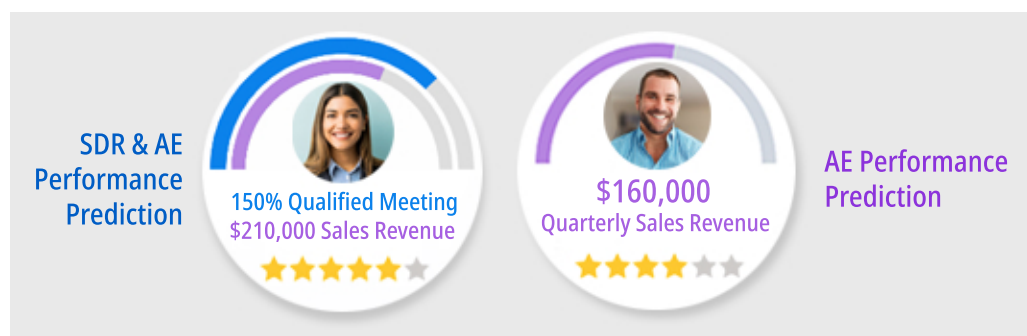 SDR & AE
Performance
Prediction
150% Qualified Meeting
$210,000 Sales Revenue
$160,000
Quarterly Sales Revenue
AE Performance
Prediction